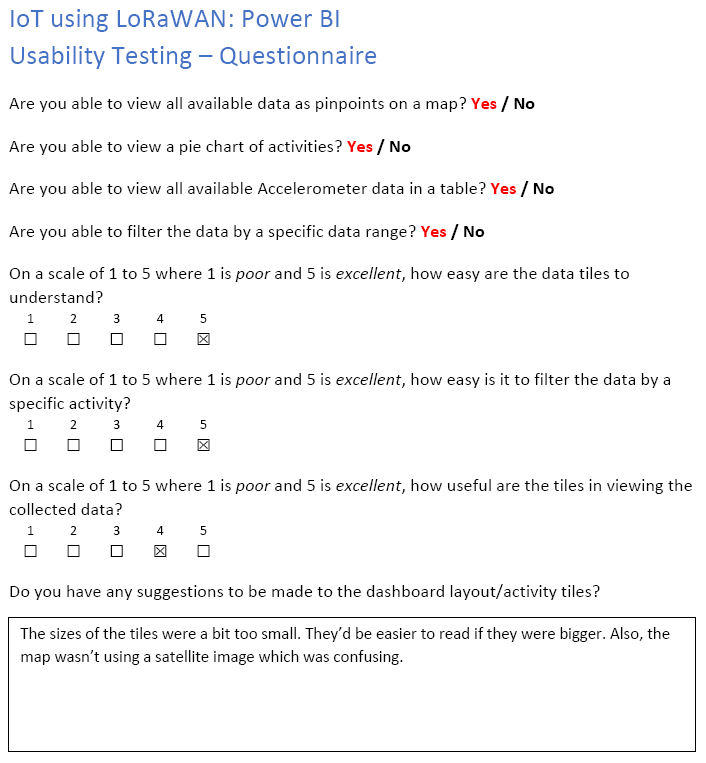 IoT using LoRaWAN: Power BI
Usability Testing – Questionnaire
Are you able to view all available data as pinpoints on a map? Yes / No
Are you able to view a pie chart of activities? Yes / No
Are you able to view all available Accelerometer data in a table? Yes / No
Are you able to filter the data by a specific data range? Yes / No
On a scale of 1 to 5 where 1 is poor and 5 is excellent, how easy are the data tiles to
understand?
1 2 3 4 5
☐ ☐ ☐ ☐ ☒
On a scale of 1 to 5 where 1 is poor and 5 is excellent, how easy is it to filter the data by a
specific activity?
1 2 3 4 5
☐ ☐ ☐ ☐ ☒
On a scale of 1 to 5 where 1 is poor and 5 is excellent, how useful are the tiles in viewing the
collected data?
1 2 3 4 5
☐ ☐ ☐ ☒ ☐
Do you have any suggestions to be made to the dashboard layout/activity tiles?
The sizes of the tiles were a bit too small. They’d be easier to read if they were bigger. Also, the
map wasn’t using a satellite image which was confusing.